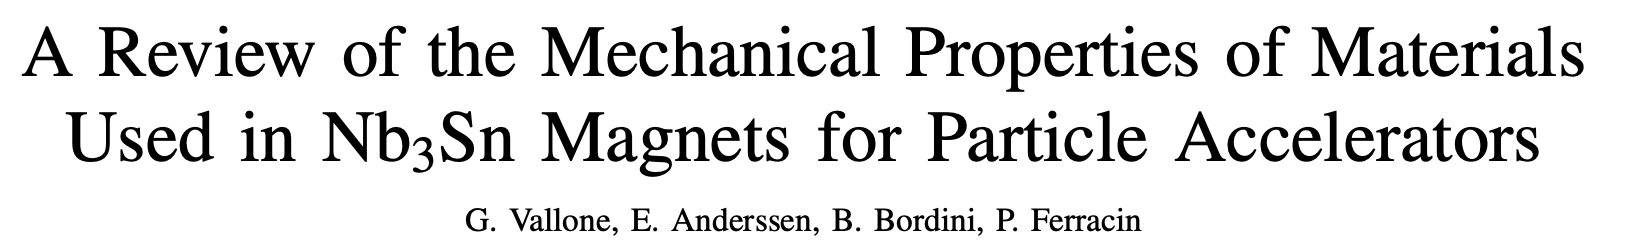 A Review of the Mechanical Properties of Materials
Used in Nb₃Sn Magnets for Particle Accelerators
G. Vallone, E. Anderssen, B. Bordini, P. Ferracin